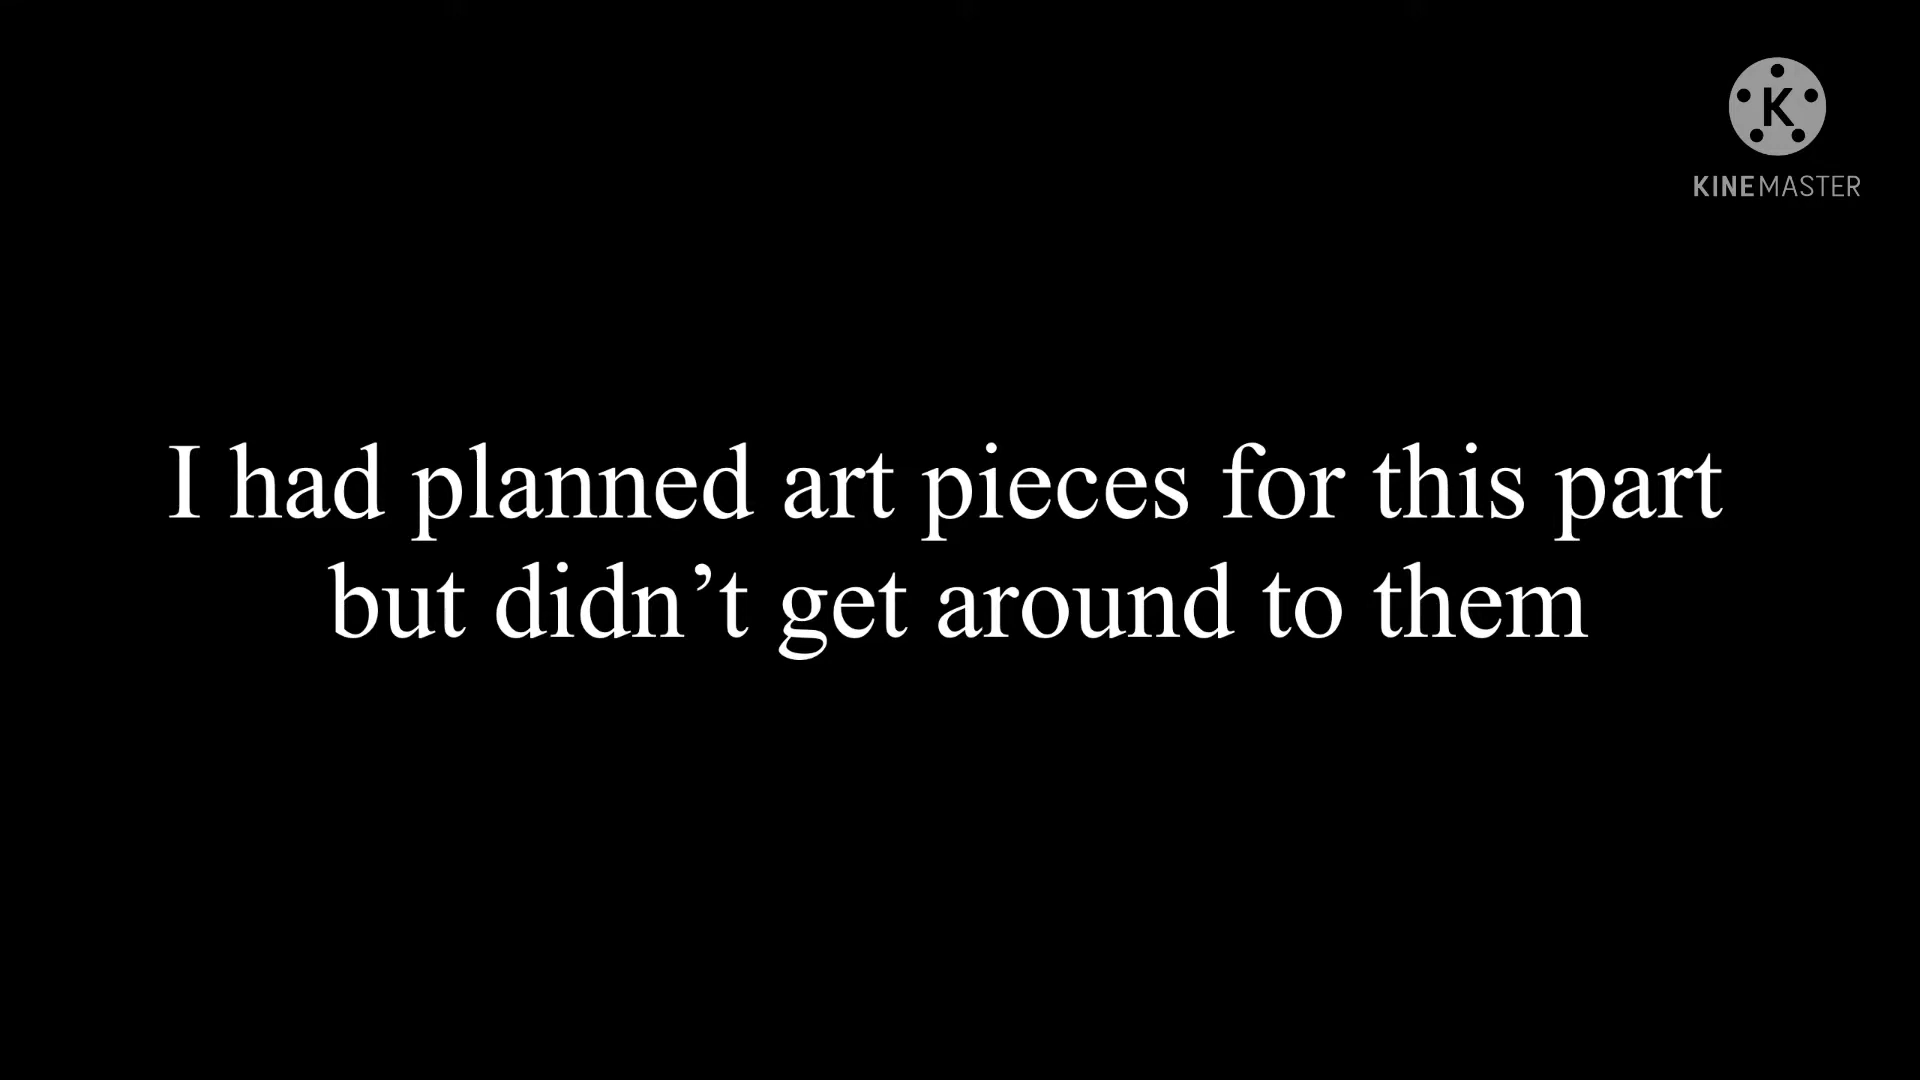 K
KINEMASTER
I had planned art pieces for this part
but didn’t get around to them